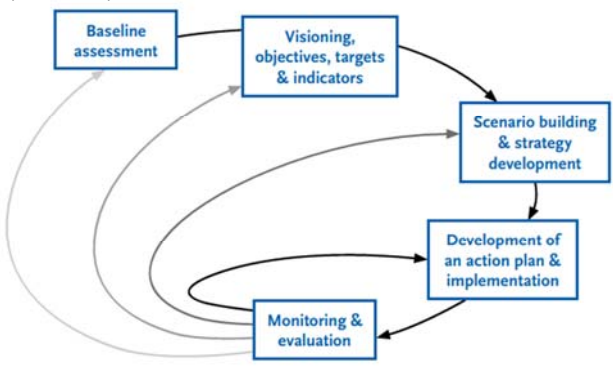 Baseline
assessment
Visioning,
objectives, targets
& indicators
Scenario building
& strategy
development
Development of
an action plan &
implementation
Monitoring &
evaluation